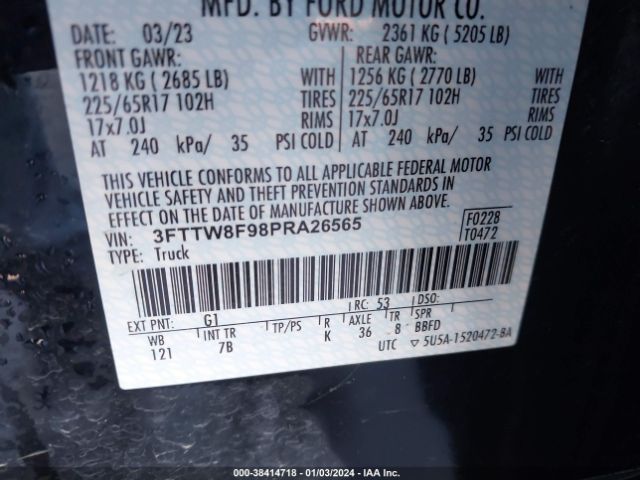 MFD. BY FORD MOTOR CO.
DATE: 03/23 GVWR: 2361 KG ( 5205 LB)
FRONT GAWR: REAR GAWR:
1218 KG ( 2685 LB) WITH 1256 KG ( 2770 LB) WITH
225/65R17 102H TIRES 225/65R17 102H TIRES
17x7.0J RIMS 17x7.0J RIMS
AT 240 kPa/ 35 PSI COLD AT 240 kPa/ 35 PSI COLD
THIS VEHICLE CONFORMS TO ALL APPLICABLE FEDERAL MOTOR
VEHICLE SAFETY AND THEFT PREVENTION STANDARDS IN
EFFECT ON THE DATE OF MANUFACTURE SHOWN ABOVE.
VIN: 3FTTW8F98PRA26565 F0228
TYPE: Truck T0472
EXT PNT: G1 RC: 53 DSO:
WB INT TR TP/PS R AXLE TR SPR
121 7B K 36 8 BBFD
UTC ▽ 5U5A-1520472-BA
000-38414718 - 01/03/2024 - IAA Inc.